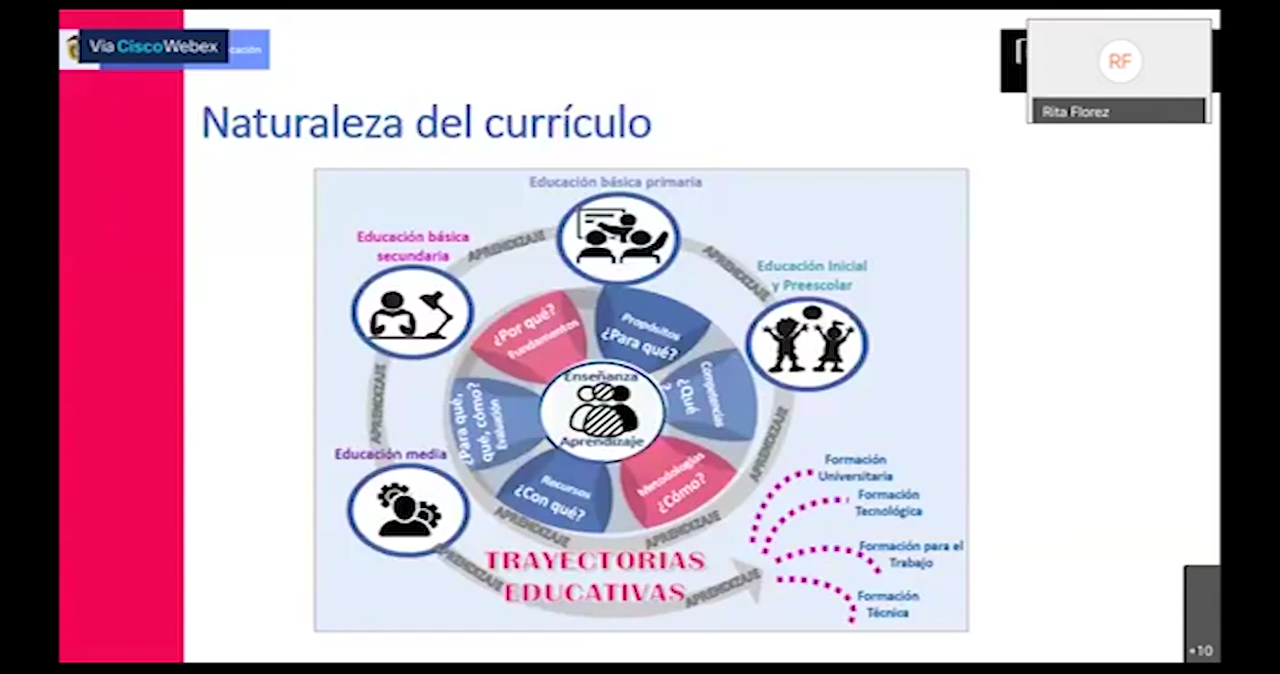 Via CiscoWebex
cación
RF
Rita Florez
Naturaleza del currículo
Educación básica primaria
Educación básica
secundaria
APRENDIZAJE
APRENDIZAJE
Educación Inicial
y Preescolar
¿Por qué?
Fundamentos
Propósitos
¿Para qué?
Competencias
¿Qué
?
Enseñanza
Aprendizaje
¿Para qué,
qué, cómo?
Evaluación
APRENDIZAJE
APRENDIZAJE
Educación media
Metodologías
¿Cómo?
Recursos
¿Con qué?
APRENDIZAJE
APRENDIZAJE
Formación
Universitaria
Formación
Tecnológica
Formación para el
Trabajo
Formación
Técnica
TRAYECTORIAS
EDUCATIVAS
APRENDIZAJE
APRENDIZAJE
+10